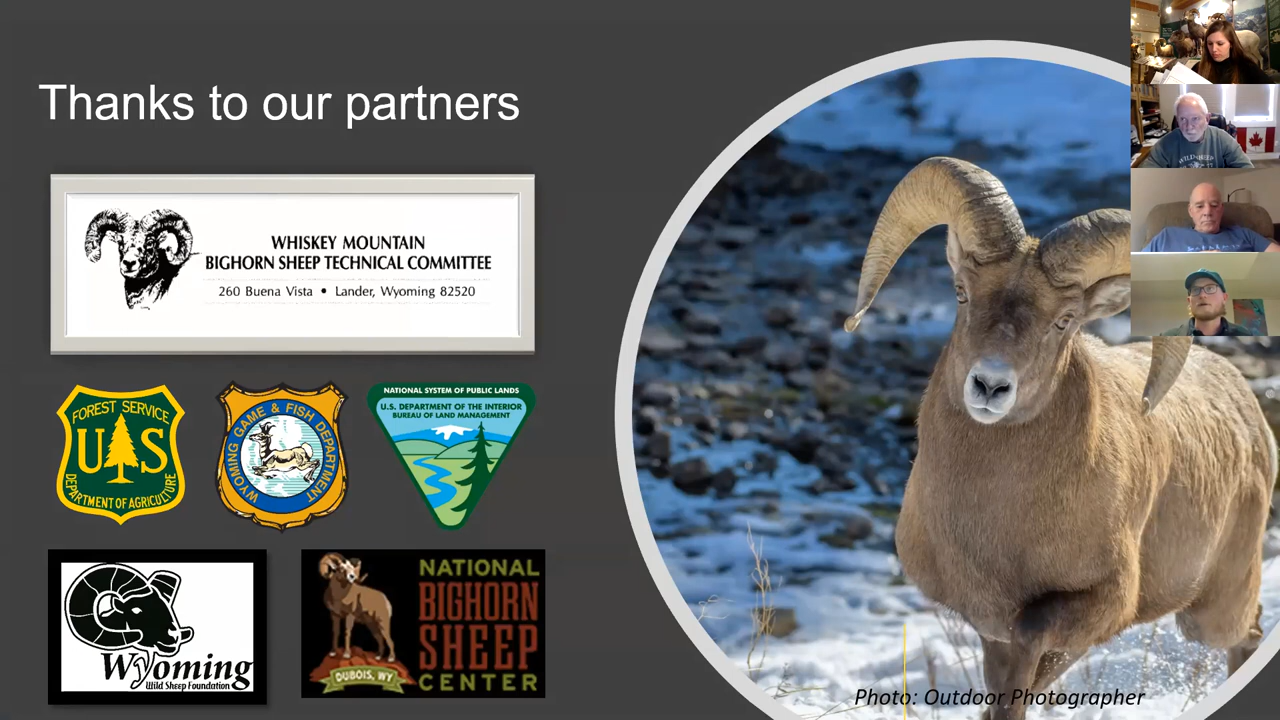 Thanks to our partners
WHISKEY MOUNTAIN
BIGHORN SHEEP TECHNICAL COMMITTEE
260 Buena Vista • Lander, Wyoming 82520
FOREST SERVICE
U S
DEPARTMENT OF AGRICULTURE
WYOMING GAME & FISH DEPARTMENT
NATIONAL SYSTEM OF PUBLIC LANDS
U.S. DEPARTMENT OF THE INTERIOR
BUREAU OF LAND MANAGEMENT
Wyoming
Wild Sheep Foundation
NATIONAL
BIGHORN
SHEEP
CENTER
DUBOIS, WY
Photo: Outdoor Photographer
WILD SHEEP